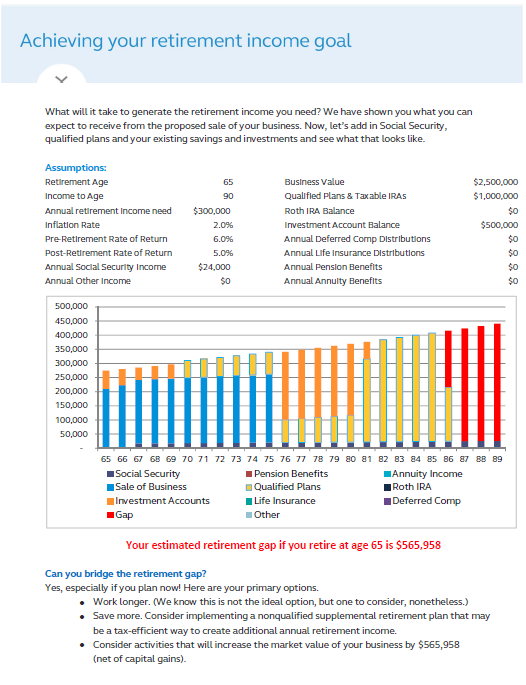 Achieving your retirement income goal
What will it take to generate the retirement income you need? We have shown you what you can
expect to receive from the proposed sale of your business. Now, let's add in Social Security,
qualified plans and your existing savings and investments and see what that looks like.
Assumptions:
Retirement Age 65 Business Value $2,500,000
Income to Age 90 Qualified Plans & Taxable IRAs $1,000,000
Annual retirement income need $300,000 Roth IRA Balance $0
Inflation Rate 2.0% Investment Account Balance $500,000
Pre-Retirement Rate of Return 6.0% Annual Deferred Comp Distributions $0
Post-Retirement Rate of Return 5.0% Annual Life Insurance Distributions $0
Annual Social Security Income $24,000 Annual Pension Benefits $0
Annual Other Income $0 Annual Annuity Benefits $0
500,000
450,000
400,000
350,000
300,000
250,000
200,000
150,000
100,000
50,000
-
65 66 67 68 69 70 71 72 73 74 75 76 77 78 79 80 81 82 83 84 85 86 87 88 89
Social Security Pension Benefits Annuity Income
Sale of Business Qualified Plans Roth IRA
Investment Accounts Life Insurance Deferred Comp
Gap Other
Your estimated retirement gap if you retire at age 65 is $565,958
Can you bridge the retirement gap?
Yes, especially if you plan now! Here are your primary options.
• Work longer. (We know this is not the ideal option, but one to consider, nonetheless.)
• Save more. Consider implementing a nonqualified supplemental retirement plan that may
be a tax-efficient way to create additional annual retirement income.
• Consider activities that will increase the market value of your business by $565,958
(net of capital gains).